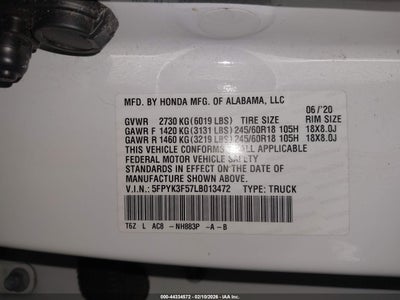 MFD. BY HONDA MFG. OF ALABAMA, LLC
06/'20
GVWR 2730 KG(6019 LBS) TIRE SIZE RIM SIZE
GAWR F 1420 KG(3131 LBS) 245/60R18 105H 18X8.0J
GAWR R 1460 KG(3219 LBS) 245/60R18 105H 18X8.0J
THIS VEHICLE CONFORMS TO ALL APPLICABLE
FEDERAL MOTOR VEHICLE SAFETY
STANDARDS IN EFFECT ON THE DATE OF
MANUFACTURE SHOWN ABOVE.
V.I.N.: 5FPYK3F57LB013472 TYPE: TRUCK
T6Z L AC8 -NH883P -A-B
© 000-44334572 - 02/10/2026 - IAA Holdings, LLC